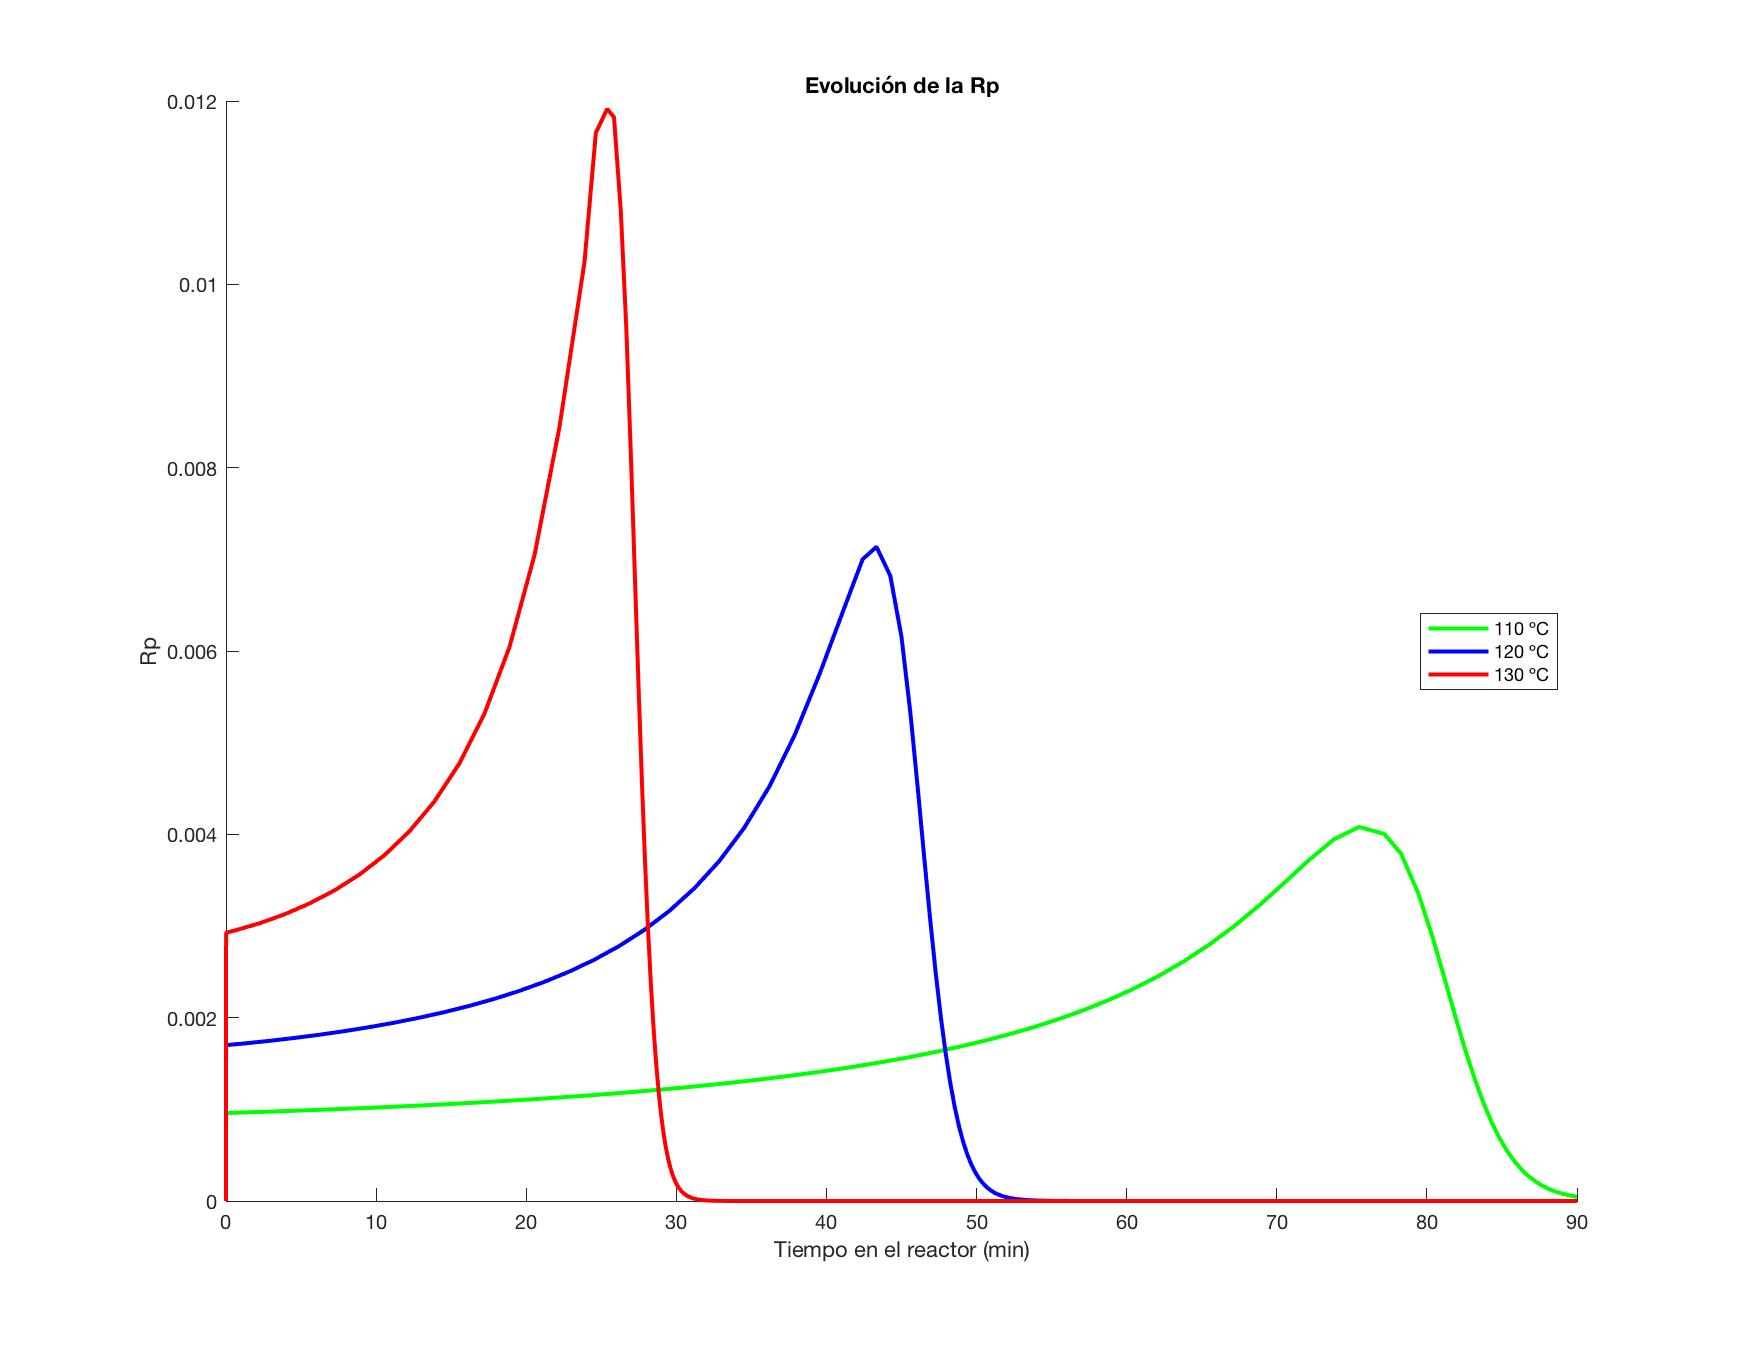 Evolución de la Rp
0.012
0.01
0.008
0.006
0.004
0.002
0
Rp
110 ºC
120 ºC
130 ºC
0 10 20 30 40 50 60 70 80 90
Tiempo en el reactor (min)